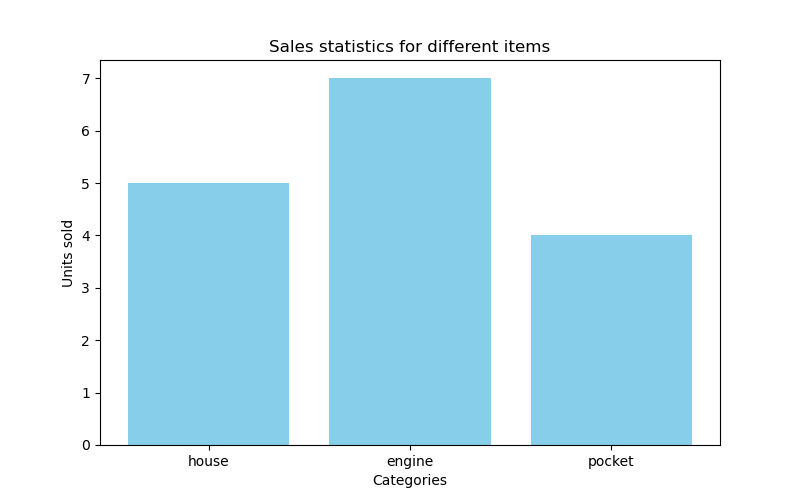 Sales statistics for different items
Units sold
7
6
5
4
3
2
1
0
house engine pocket
Categories